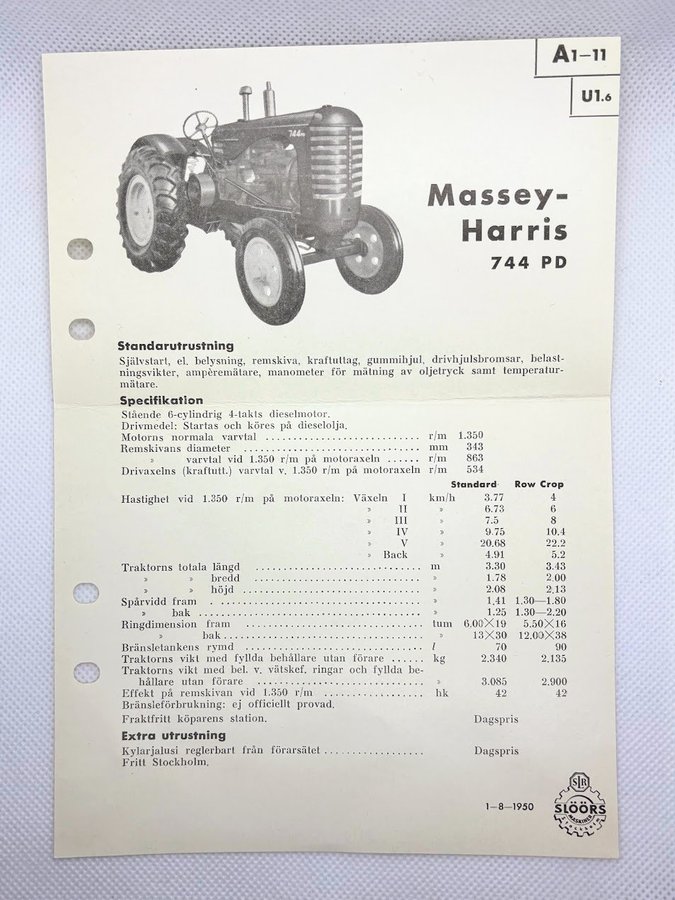 A1-11
U1.6
744PD
Massey-
Harris
744 PD
Standarutrustning
Självstart, el. belysning, remskiva, kraftuttag, gummihjul, drivhjulsbromsar, belast-
ningsvikter, ampèremätare, manometer för mätning av oljetryck samt temperatur-
mätare.
Specifikation
Stående 6-cylindrig 4-takts dieselmotor.
Drivmedel: Startas och köres på dieselolja.
Motorns normala varvtal ........................... r/m 1.350
Remskivans diameter ............................... mm 343
» varvtal vid 1.350 r/m på motoraxeln ...... r/m 863
Drivaxelns (kraftutt.) varvtal v. 1.350 r/m på motoraxeln r/m 534
Standard Row Crop
Hastighet vid 1.350 r/m på motoraxeln: Växeln I km/h 3.77 4
» II » 6.73 6
» III » 7.5 8
» IV » 9.75 10.4
» V » 20.68 22.2
» Back » 4.91 5.2
Traktorns totala längd ................................ m 3.30 3.43
» » bredd ............................. » 1.78 2.00
» » höjd ............................... » 2.08 2.13
Spårvidd fram . .................................... » 1.41 1.30—1.80
» bak ....................................... » 1.25 1.30—2.20
Ringdimension fram ............................... tum 6.00×19 5.50×16
» bak................................... » 13×30 12.00×38
Bränsletankens rymd ................................ l 70 90
Traktorns vikt med fyllda behållare utan förare ...... kg 2.340 2.135
Traktorns vikt med bel. v. vätskef. ringar och fyllda be-
hållare utan förare ............................. » 3.085 2.900
Effekt på remskivan vid 1.350 r/m .................. hk 42 42
Bränsleförbrukning: ej officiellt provad.
Fraktfritt köparens station. Dagspris
Extra utrustning
Kylarjalusi reglerbart från förarsätet ................. Dagspris
Fritt Stockholm.
1-8-1950
SLR
SLÖÖRS
MASKINER
STOCKHOLM